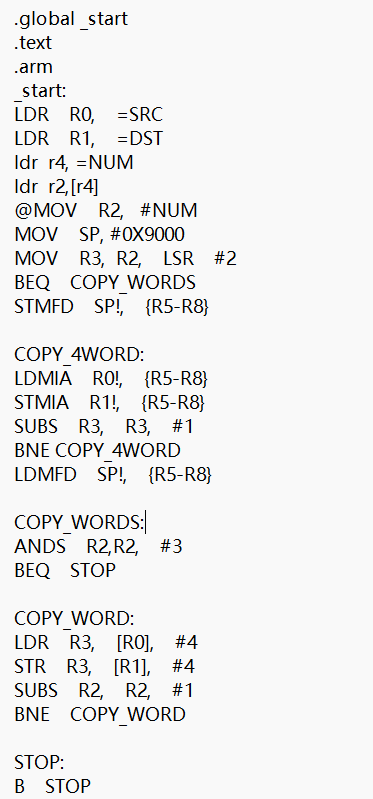 .global _start
.text
.arm
_start:
LDR R0, =SRC
LDR R1, =DST
ldr r4, =NUM
ldr r2,[r4]
@MOV R2, #NUM
MOV SP, #0X9000
MOV R3, R2, LSR #2
BEQ COPY_WORDS
STMFD SP!, {R5-R8}
COPY_4WORD:
LDMIA R0!, {R5-R8}
STMIA R1!, {R5-R8}
SUBS R3, R3, #1
BNE COPY_4WORD
LDMFD SP!, {R5-R8}
COPY_WORDS:
ANDS R2,R2, #3
BEQ STOP
COPY_WORD:
LDR R3, [R0], #4
STR R3, [R1], #4
SUBS R2, R2, #1
BNE COPY_WORD
STOP:
B STOP